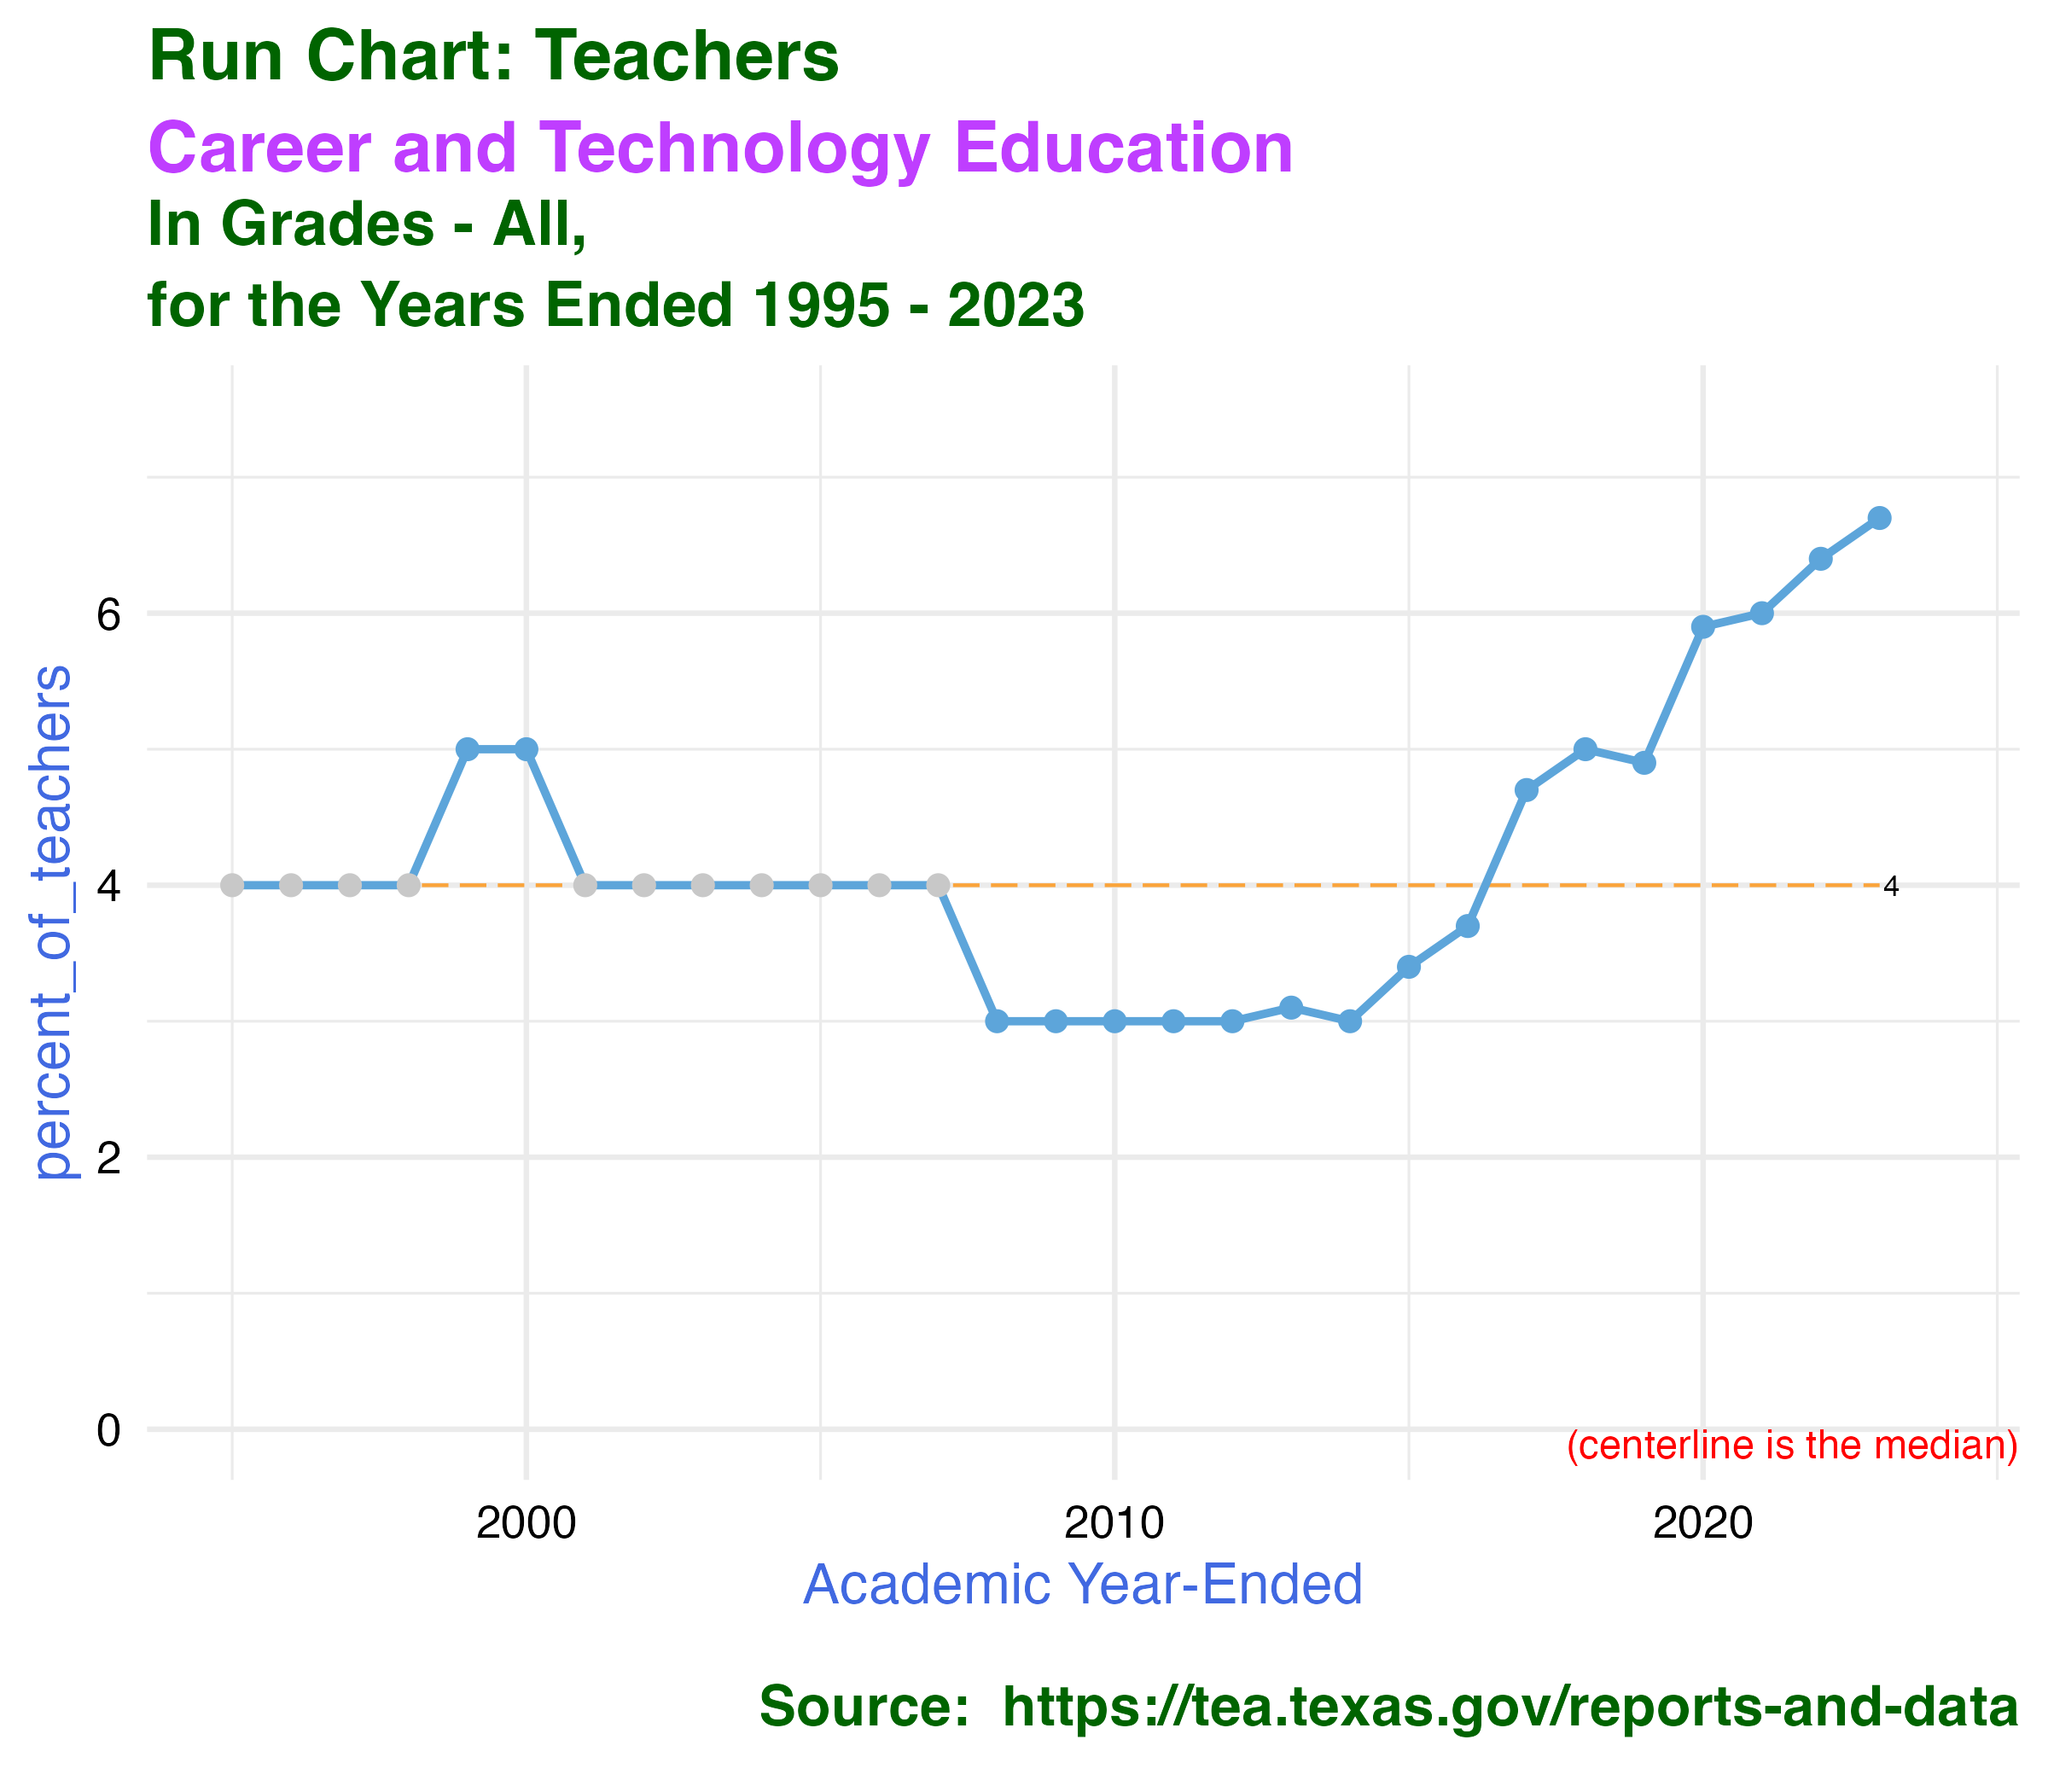 Run Chart: Teachers
Career and Technology Education
In Grades - All,
for the Years Ended 1995 - 2023
percent_of_teachers
6
4
2
0
4
(centerline is the median)
2000 2010 2020
Academic Year-Ended
Source:  https://tea.texas.gov/reports-and-data